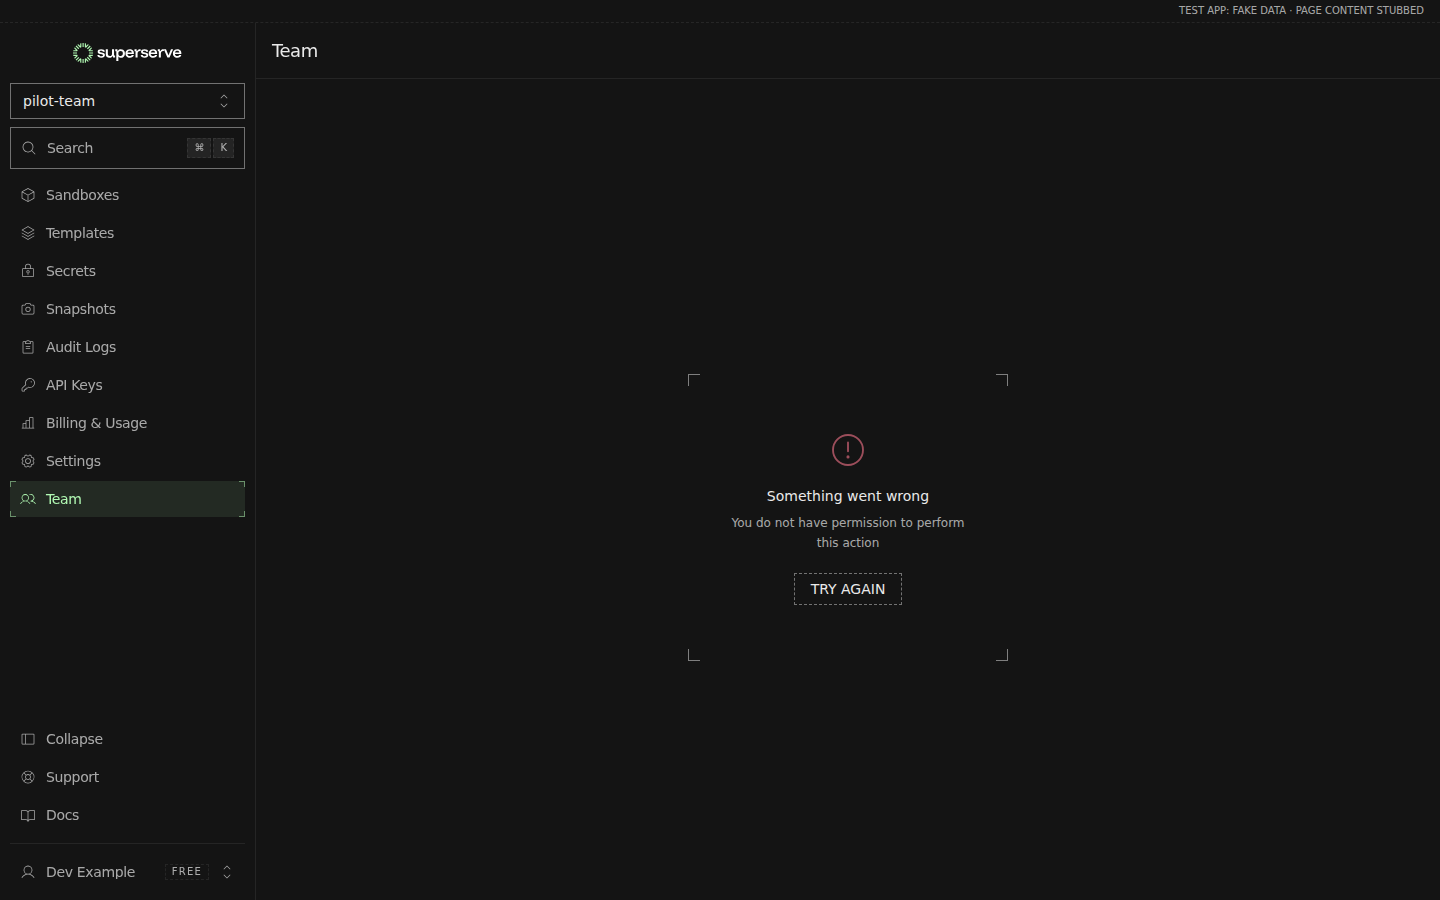 TEST APP: FAKE DATA · PAGE CONTENT STUBBED
superserve
Team
pilot-team
Search ⌘ K
Sandboxes
Templates
Secrets
Snapshots
Audit Logs
API Keys
Billing & Usage
Settings
Team
Something went wrong
You do not have permission to perform
this action
TRY AGAIN
Collapse
Support
Docs
Dev Example FREE